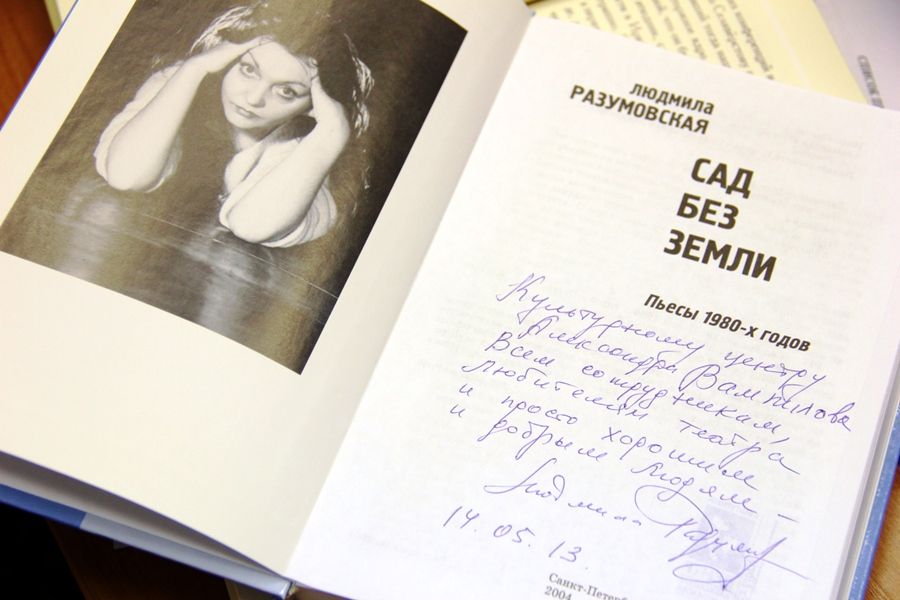 Людмила
РАЗУМОВСКАЯ
САД
БЕЗ
ЗЕМЛИ
Пьесы 1980-х годов
Культурному центру
Александра Вампилова
Всем сотрудникам,
любителям театра
и просто хорошим
и добрым людям –
Людмила Разумов
14.05.13.
Санкт-Петер
2004